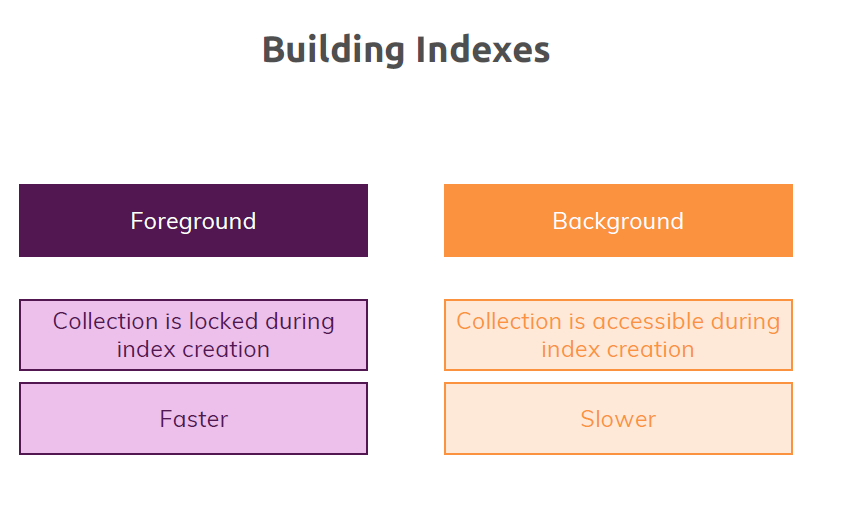 Building Indexes
Foreground
Background
Collection is locked during
index creation
Collection is accessible during
index creation
Faster
Slower